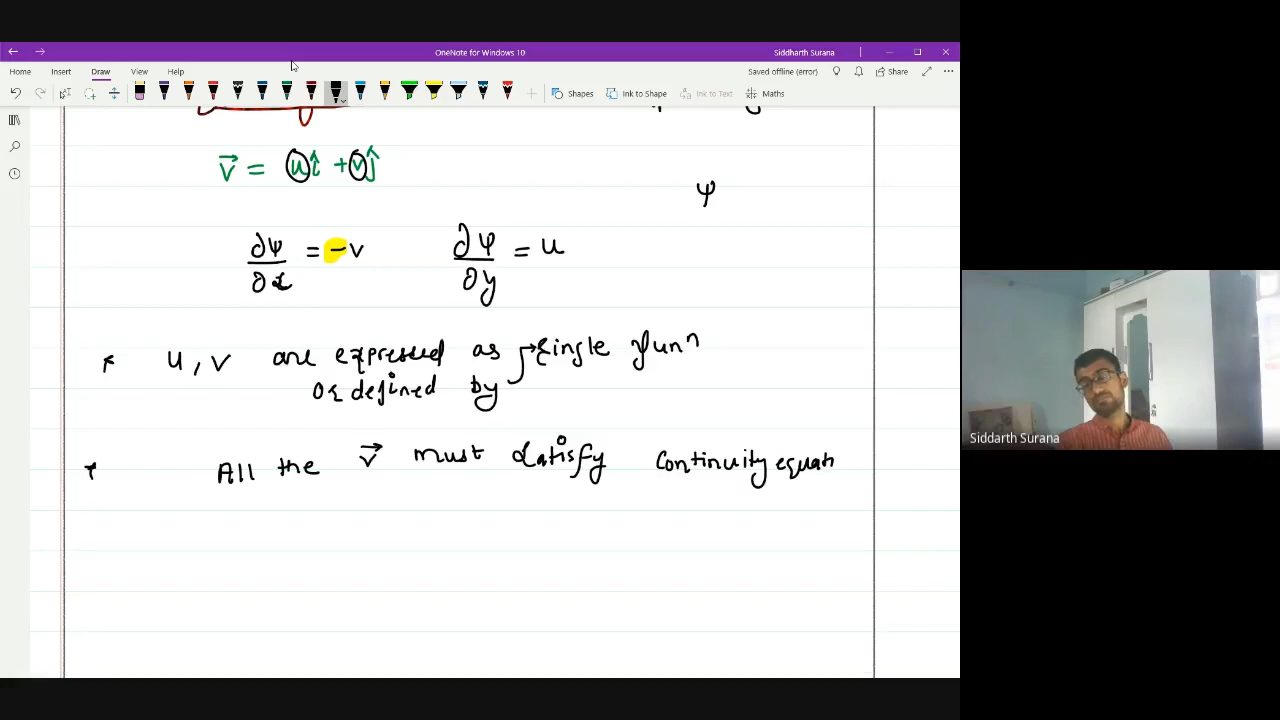 OneNote for Windows 10
Siddharth Surana
Home Insert Draw View Help
Saved offline (error) Share
Shapes Ink to Shape Ink to Text Maths
v⃗ = uî + vĵ
ψ
∂ψ/∂x = -v ∂ψ/∂y = u
* u, v are expressed as single funⁿ
or defined by
* All the v⃗ must satisfy continuity equatⁿ
Siddarth Surana